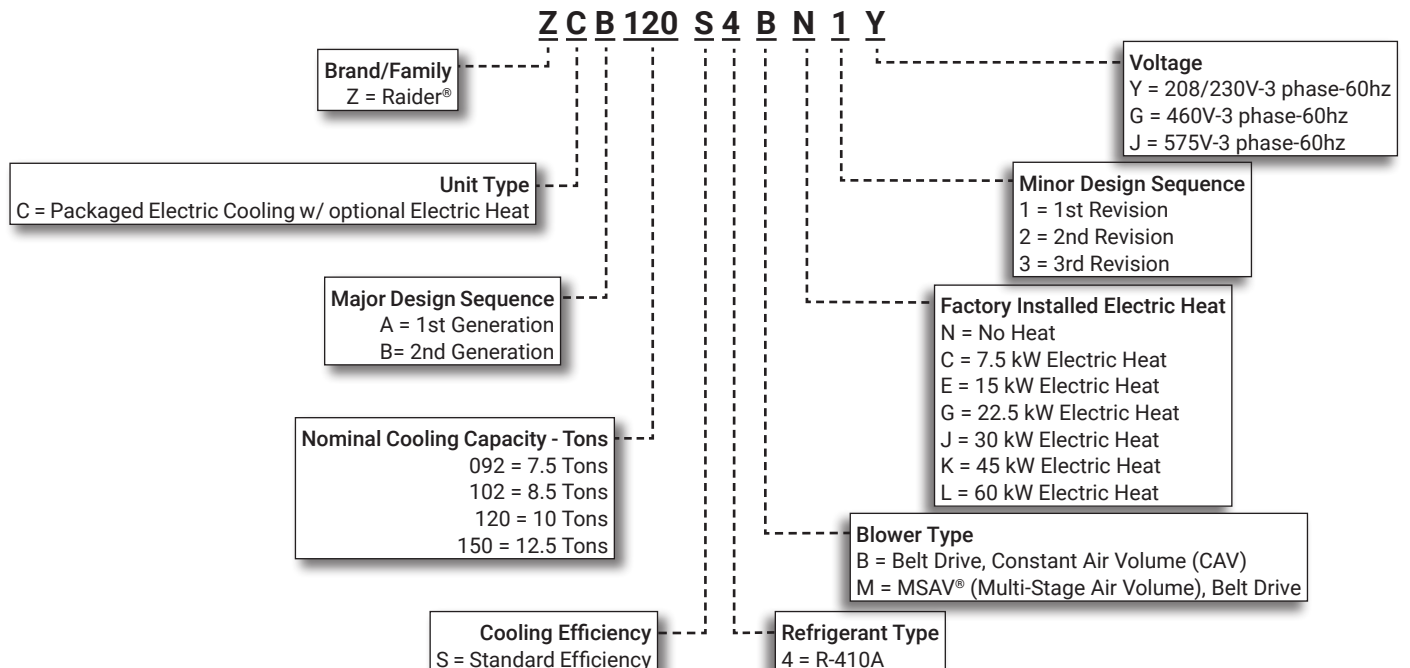 Z C B 120 S 4 B N 1 Y
Brand/Family
Z = Raider®
Voltage
Y = 208/230V-3 phase-60hz
G = 460V-3 phase-60hz
J = 575V-3 phase-60hz
Unit Type
C = Packaged Electric Cooling w/ optional Electric Heat
Minor Design Sequence
1 = 1st Revision
2 = 2nd Revision
3 = 3rd Revision
Major Design Sequence
A = 1st Generation
B= 2nd Generation
Factory Installed Electric Heat
N = No Heat
C = 7.5 kW Electric Heat
E = 15 kW Electric Heat
G = 22.5 kW Electric Heat
J = 30 kW Electric Heat
K = 45 kW Electric Heat
L = 60 kW Electric Heat
Nominal Cooling Capacity - Tons
092 = 7.5 Tons
102 = 8.5 Tons
120 = 10 Tons
150 = 12.5 Tons
Blower Type
B = Belt Drive, Constant Air Volume (CAV)
M = MSAV® (Multi-Stage Air Volume), Belt Drive
Cooling Efficiency
S = Standard Efficiency
Refrigerant Type
4 = R-410A